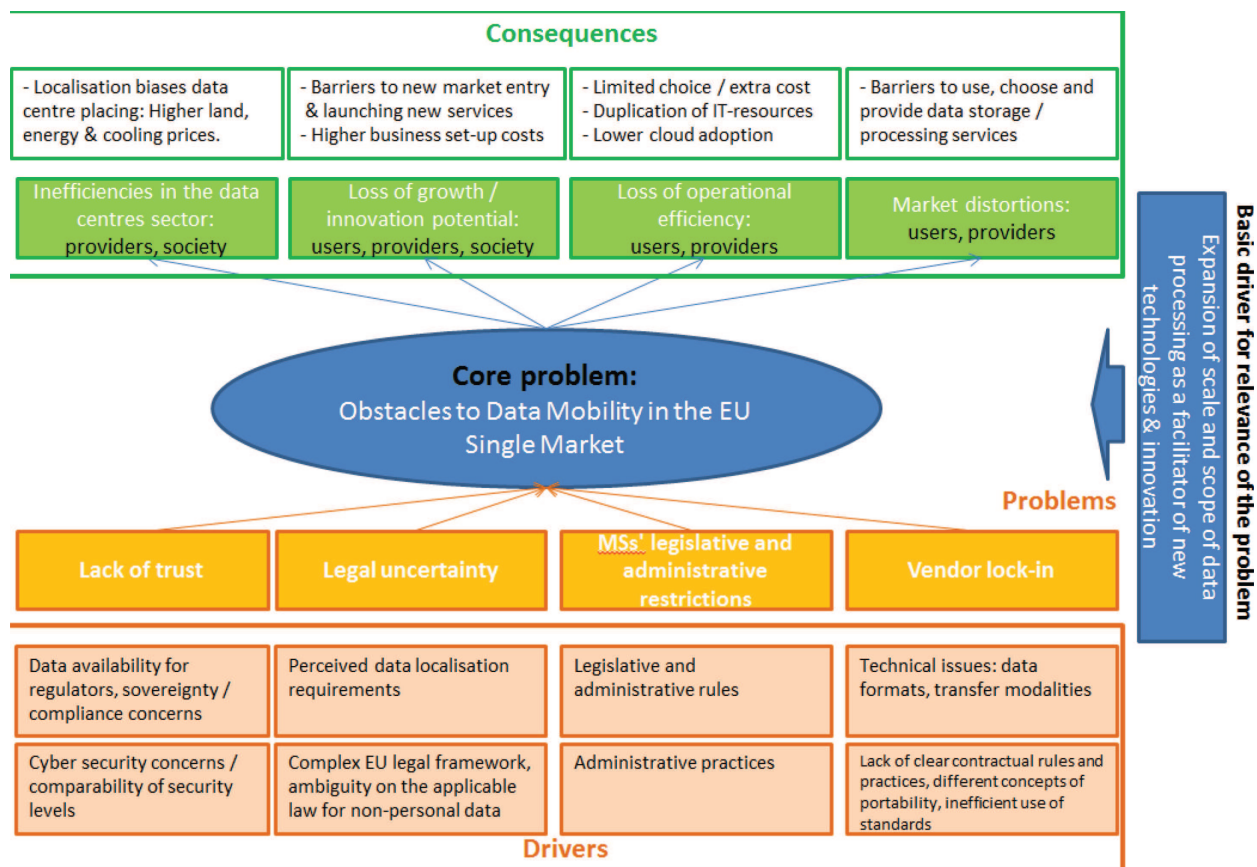 Consequences
- Localisation biases data
centre placing: Higher land,
energy & cooling prices.
- Barriers to new market entry
& launching new services
- Higher business set-up costs
- Limited choice / extra cost
- Duplication of IT-resources
- Lower cloud adoption
- Barriers to use, choose and
provide data storage /
processing services
Inefficiencies in the data
centres sector:
providers, society
Loss of growth /
innovation potential:
users, providers, society
Loss of operational
efficiency:
users, providers
Market distortions:
users, providers
Core problem:
Obstacles to Data Mobility in the EU
Single Market
Basic driver for relevance of the problem
Expansion of scale and scope of data
processing as a facilitator of new
technologies & innovation
Problems
Lack of trust
Legal uncertainty
MSs' legislative and
administrative
restrictions
Vendor lock-in
Data availability for
regulators, sovereignty /
compliance concerns
Perceived data localisation
requirements
Legislative and
administrative rules
Technical issues: data
formats, transfer modalities
Cyber security concerns /
comparability of security
levels
Complex EU legal framework,
ambiguity on the applicable
law for non-personal data
Administrative practices
Lack of clear contractual rules and
practices, different concepts of
portability, inefficient use of
standards
Drivers